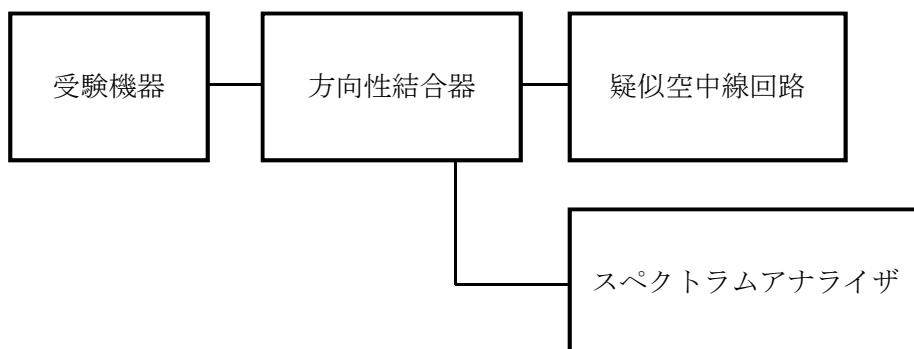 受験機器
方向性結合器
疑似空中線回路
スペクトラムアナライザ